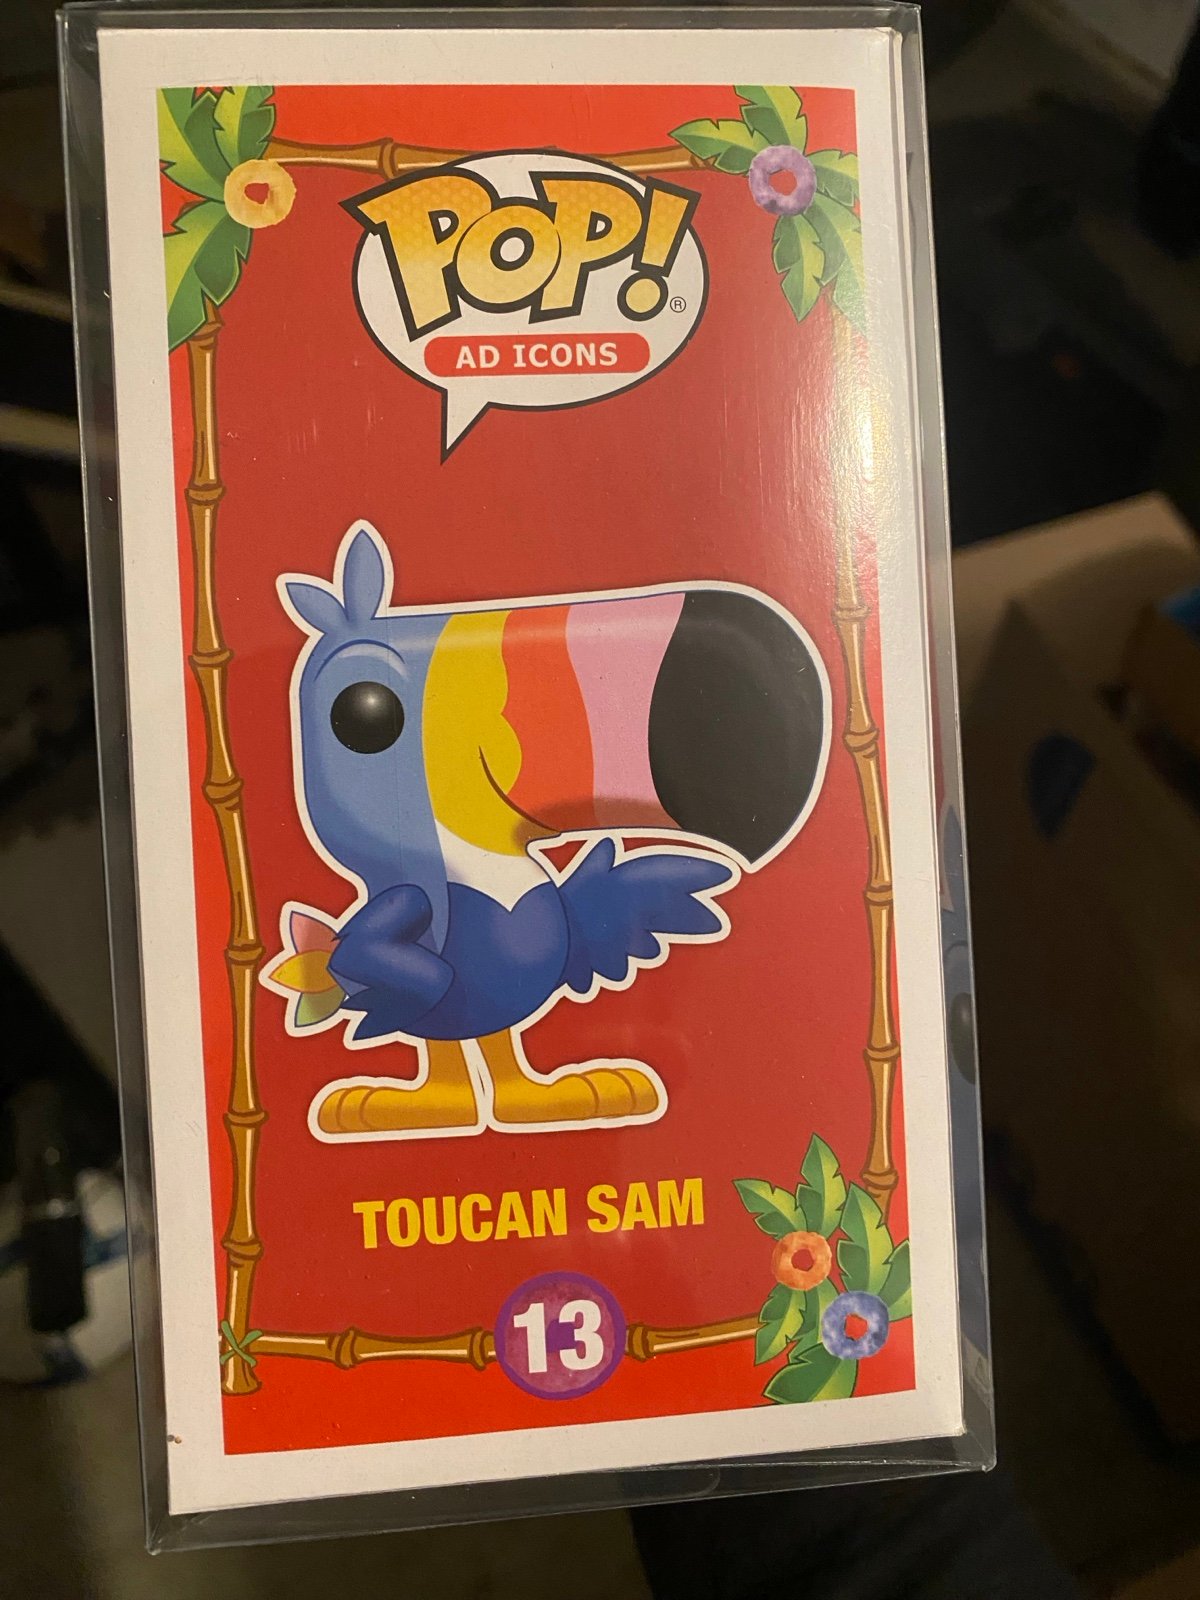 POP!®
AD ICONS
TOUCAN SAM
13